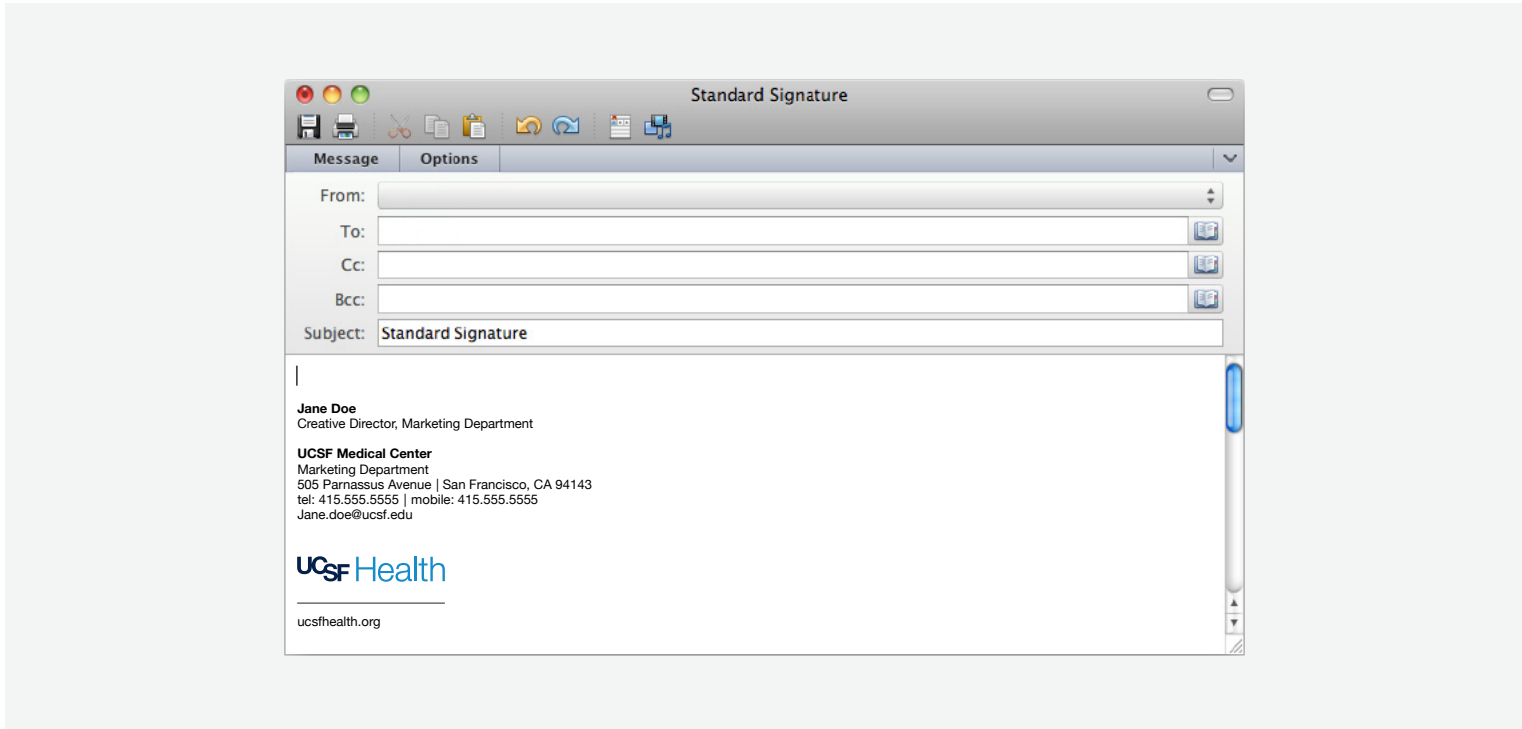 Standard Signature
Message Options
From:
To:
Cc:
Bcc:
Subject: Standard Signature
Jane Doe
Creative Director, Marketing Department
UCSF Medical Center
Marketing Department
505 Parnassus Avenue | San Francisco, CA 94143
tel: 415.555.5555 | mobile: 415.555.5555
Jane.doe@ucsf.edu
UCSF Health
ucsfhealth.org